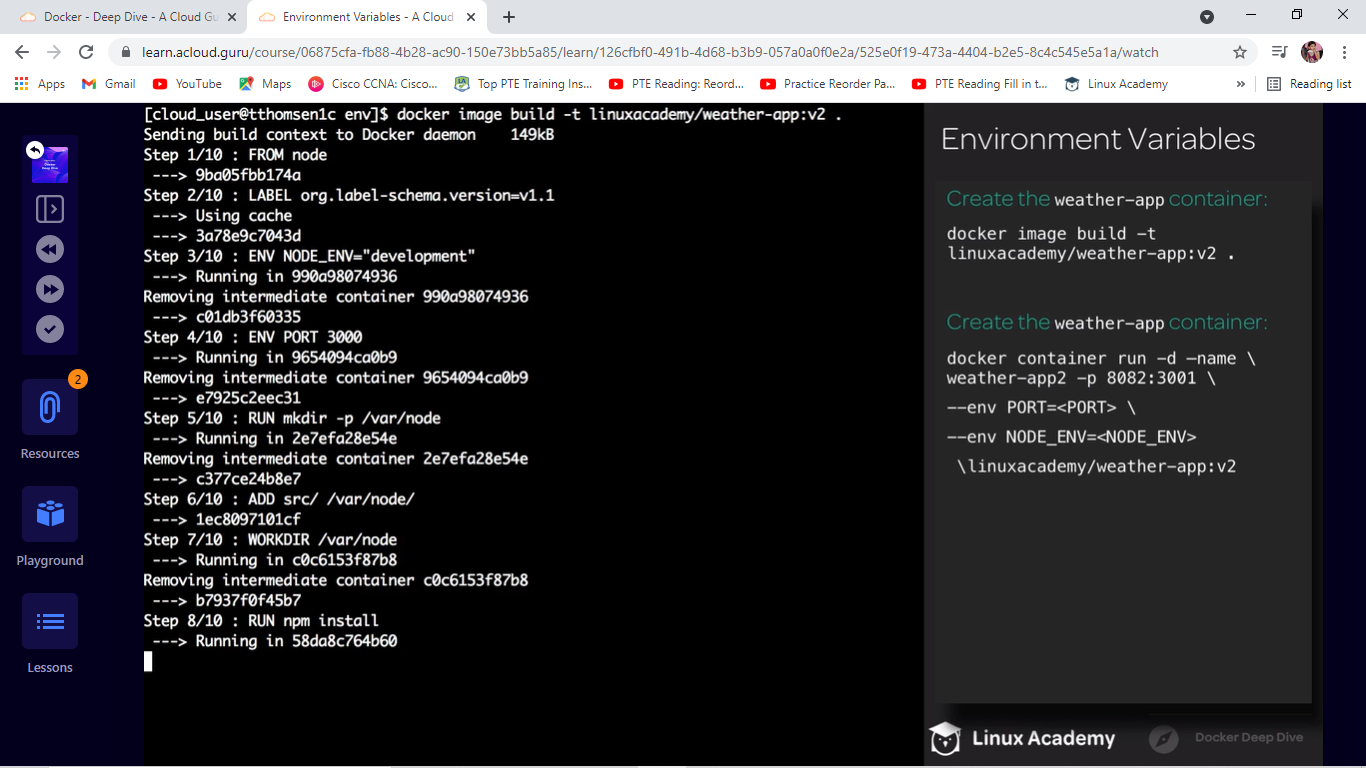 Docker - Deep Dive - A Cloud Gu
Environment Variables - A Cloud
learn.acloud.guru/course/06875cfa-fb88-4b28-ac90-150e73bb5a85/learn/126cfbf0-491b-4d68-b3b9-057a0a0f0e2a/525e0f19-473a-4404-b2e5-8c4c545e5a1a/watch
Apps
Gmail
YouTube
Maps
Cisco CCNA: Cisco...
Top PTE Training Ins...
PTE Reading: Reord...
Practice Reorder Pa...
PTE Reading Fill in t...
Linux Academy
»
Reading list
Docker
Deep Dive
2
Resources
Playground
Lessons
[cloud_user@tthomsen1c env]$ docker image build -t linuxacademy/weather-app:v2 .
Sending build context to Docker daemon    149kB
Step 1/10 : FROM node
 ---> 9ba05fbb174a
Step 2/10 : LABEL org.label-schema.version=v1.1
 ---> Using cache
 ---> 3a78e9c7043d
Step 3/10 : ENV NODE_ENV="development"
 ---> Running in 990a98074936
Removing intermediate container 990a98074936
 ---> c01db3f60335
Step 4/10 : ENV PORT 3000
 ---> Running in 9654094ca0b9
Removing intermediate container 9654094ca0b9
 ---> e7925c2eec31
Step 5/10 : RUN mkdir -p /var/node
 ---> Running in 2e7efa28e54e
Removing intermediate container 2e7efa28e54e
 ---> c377ce24b8e7
Step 6/10 : ADD src/ /var/node/
 ---> 1ec8097101cf
Step 7/10 : WORKDIR /var/node
 ---> Running in c0c6153f87b8
Removing intermediate container c0c6153f87b8
 ---> b7937f0f45b7
Step 8/10 : RUN npm install
 ---> Running in 58da8c764b60
Environment Variables
Create the weather-app container:
docker image build -t
linuxacademy/weather-app:v2 .
Create the weather-app container:
docker container run -d —name \
weather-app2 -p 8082:3001 \
--env PORT=<PORT> \
--env NODE_ENV=<NODE_ENV>
\linuxacademy/weather-app:v2
Linux Academy
Docker Deep Dive